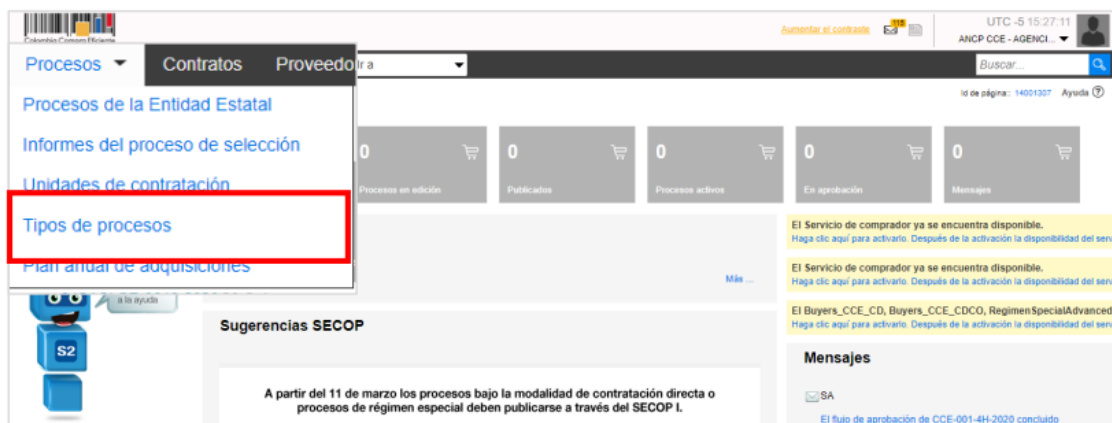 Colombia Compra Eficiente
Aumentar el contraste
115
UTC -5 15:27:11
ANCP CCE - AGENCI...
Procesos
Contratos
Proveedo
Ir a
Buscar...
Id de página:: 14001307
Ayuda
Procesos de la Entidad Estatal
Informes del proceso de selección
Unidades de contratación
Tipos de procesos
Plan anual de adquisiciones
0
Procesos en edición
0
Publicados
0
Procesos activos
0
En aprobación
0
Mensajes
Más ...
El Servicio de comprador ya se encuentra disponible.
Haga clic aquí para activarlo. Después de la activación la disponibilidad del serv
El Servicio de comprador ya se encuentra disponible.
Haga clic aquí para activarlo. Después de la activación la disponibilidad del serv
El Buyers_CCE_CD, Buyers_CCE_CDCO, RegimenSpecialAdvanced
Haga clic aquí para activarlo. Después de la activación la disponibilidad del serv
a la ayuda
S2
Sugerencias SECOP
A partir del 11 de marzo los procesos bajo la modalidad de contratación directa o
procesos de régimen especial deben publicarse a través del SECOP I.
Mensajes
SA
El flujo de aprobación de CCE-001-4H-2020 concluido